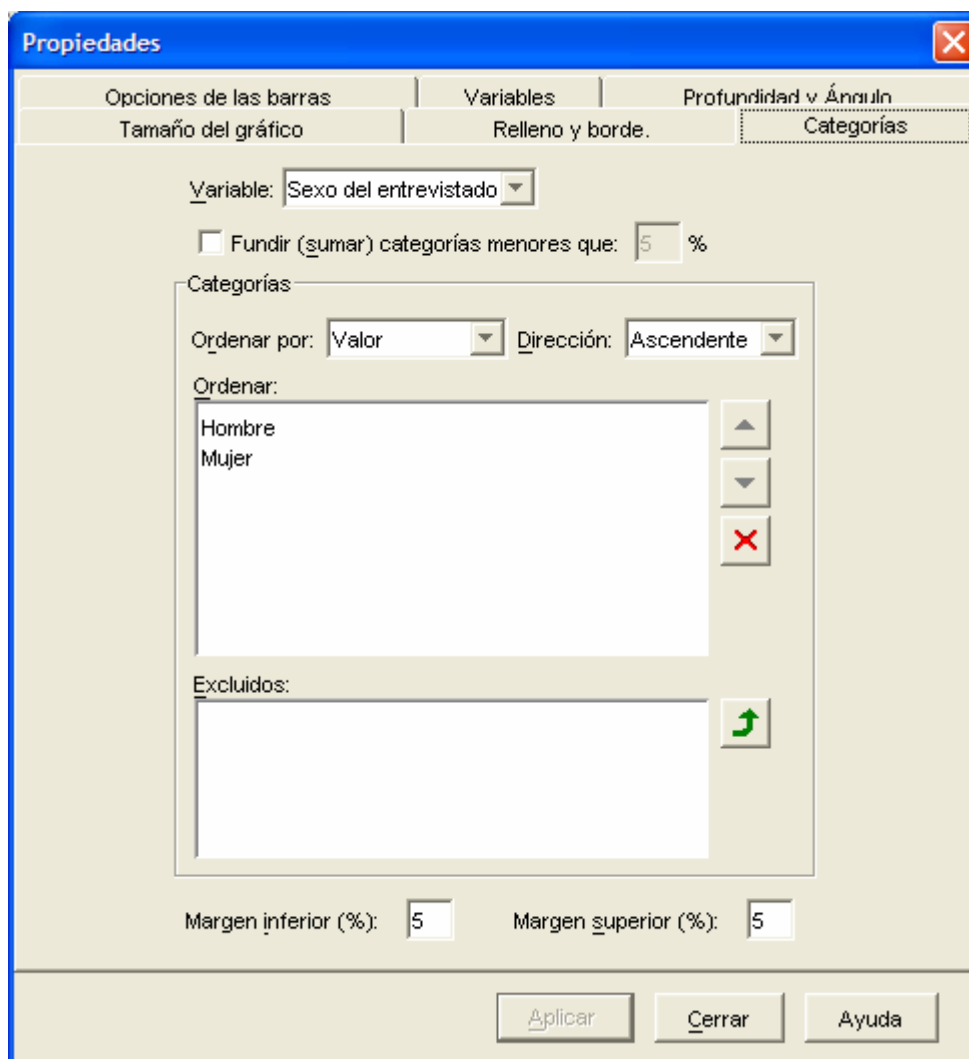 Propiedades
Opciones de las barras Variables Profundidad y Ángulo
Tamaño del gráfico Relleno y borde. Categorías
Variable: Sexo del entrevistado
Fundir (sumar) categorías menores que: 5 %
Categorías
Ordenar por: Valor Dirección: Ascendente
Ordenar:
Hombre
Mujer
Excluidos:
Margen inferior (%): 5 Margen superior (%): 5
Aplicar Cerrar Ayuda